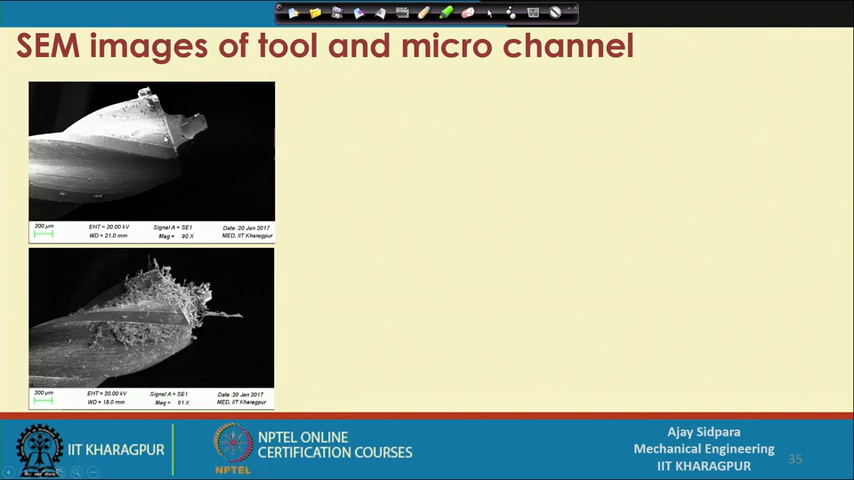 SEM images of tool and micro channel
200 µm
EHT = 20.00 kV
Signal A = SE1
Date :20 Jan 2017
WD = 21.0 mm
Mag = 90 X
MED, IIT Kharagpur
200 µm
EHT = 20.00 kV
Signal A = SE1
Date :20 Jan 2017
WD = 18.0 mm
Mag = 91 X
MED, IIT Kharagpur
IIT KHARAGPUR
NPTEL
NPTEL ONLINE
CERTIFICATION COURSES
Ajay Sidpara
Mechanical Engineering
IIT KHARAGPUR
35